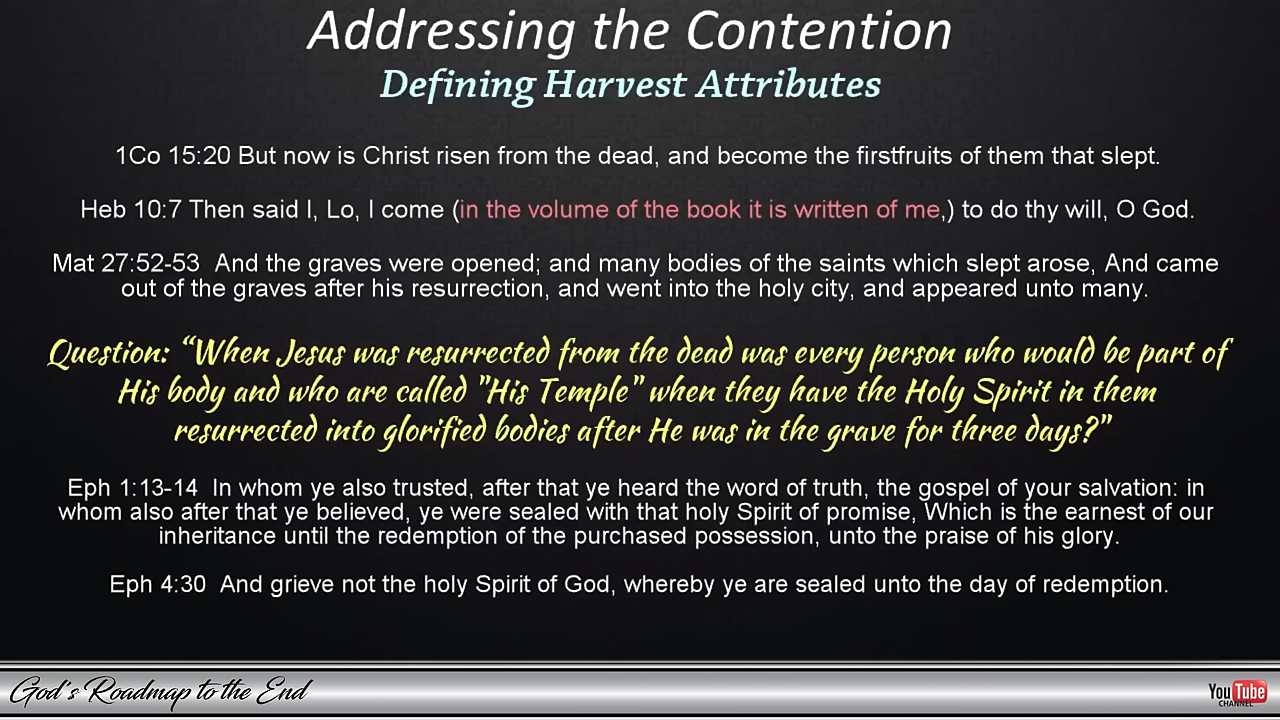 Addressing the Contention
Defining Harvest Attributes
1Co 15:20 But now is Christ risen from the dead, and become the firstfruits of them that slept.
Heb 10:7 Then said I, Lo, I come (in the volume of the book it is written of me,) to do thy will, O God.
Mat 27:52-53  And the graves were opened; and many bodies of the saints which slept arose, And came
out of the graves after his resurrection, and went into the holy city, and appeared unto many.
Question: “When Jesus was resurrected from the dead was every person who would be part of
His body and who are called "His Temple" when they have the Holy Spirit in them
resurrected into glorified bodies after He was in the grave for three days?”
Eph 1:13-14  In whom ye also trusted, after that ye heard the word of truth, the gospel of your salvation: in
whom also after that ye believed, ye were sealed with that holy Spirit of promise, Which is the earnest of our
inheritance until the redemption of the purchased possession, unto the praise of his glory.
Eph 4:30  And grieve not the holy Spirit of God, whereby ye are sealed unto the day of redemption.
God's Roadmap to the End
YouTube
CHANNEL